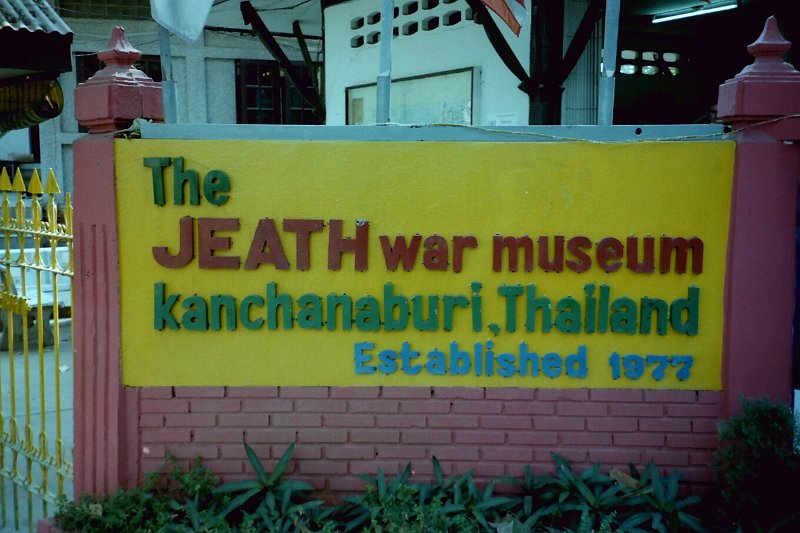 The
JEATH war museum
kanchanaburi, Thailand
Established 1977